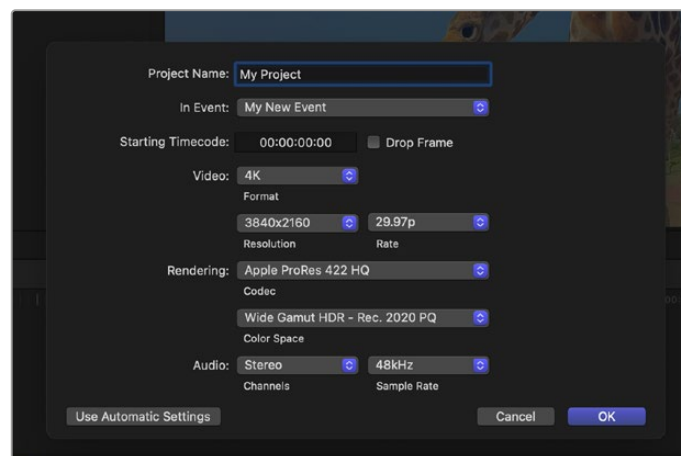 Project Name: My Project
In Event: My New Event
Starting Timecode: 00:00:00:00 Drop Frame
Video: 4K
Format
3840x2160 29.97p
Resolution Rate
Rendering: Apple ProRes 422 HQ
Codec
Wide Gamut HDR - Rec. 2020 PQ
Color Space
Audio: Stereo 48kHz
Channels Sample Rate
Use Automatic Settings Cancel OK